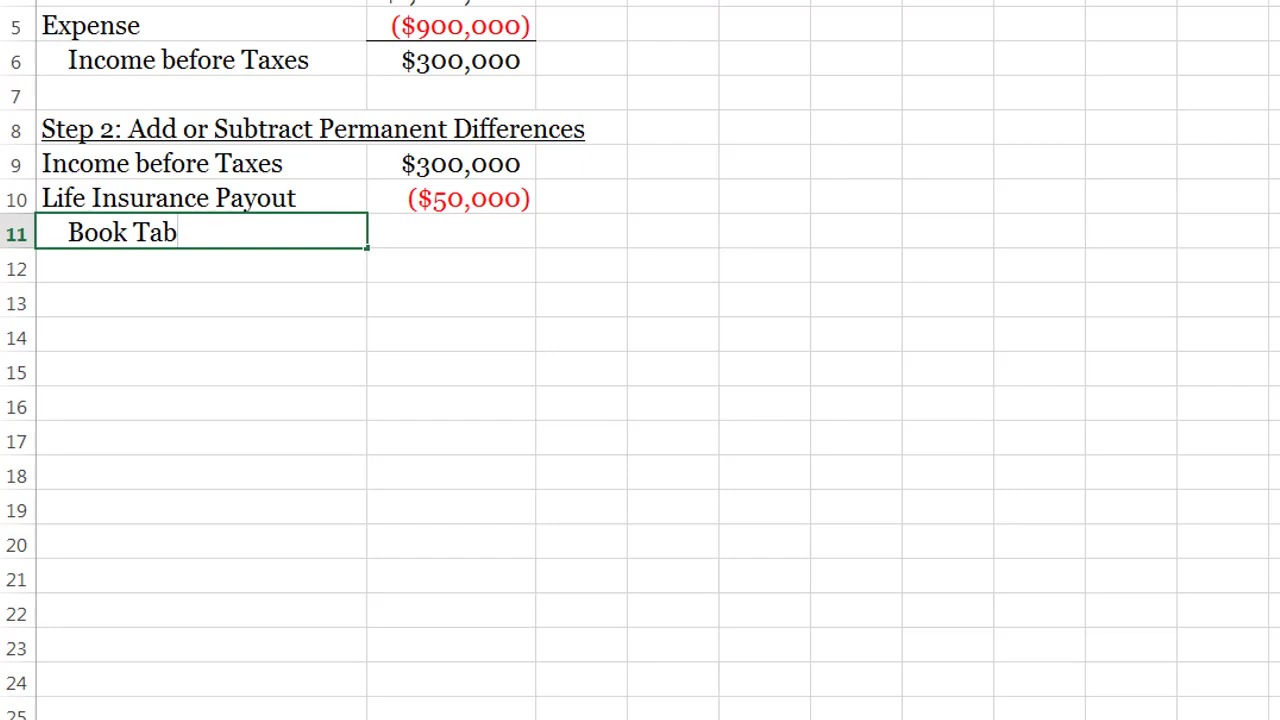 5 Expense ($900,000)
6 Income before Taxes $300,000
7
8 Step 2: Add or Subtract Permanent Differences
9 Income before Taxes $300,000
10 Life Insurance Payout ($50,000)
11 Book Tab
12
13
14
15
16
17
18
19
20
21
22
23
24
25